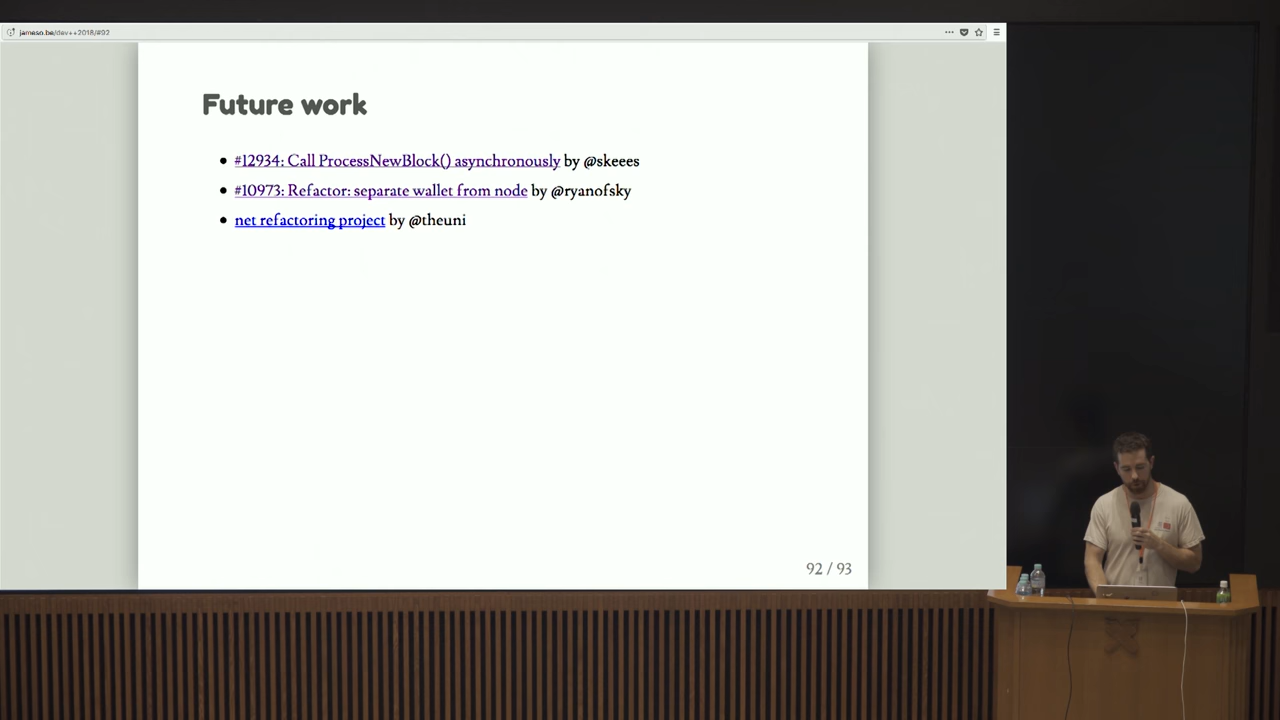 jameso.be/dev++2018/#92
Future work
#12934: Call ProcessNewBlock() asynchronously by @skeees
#10973: Refactor: separate wallet from node by @ryanofsky
net refactoring project by @theuni
92 / 93